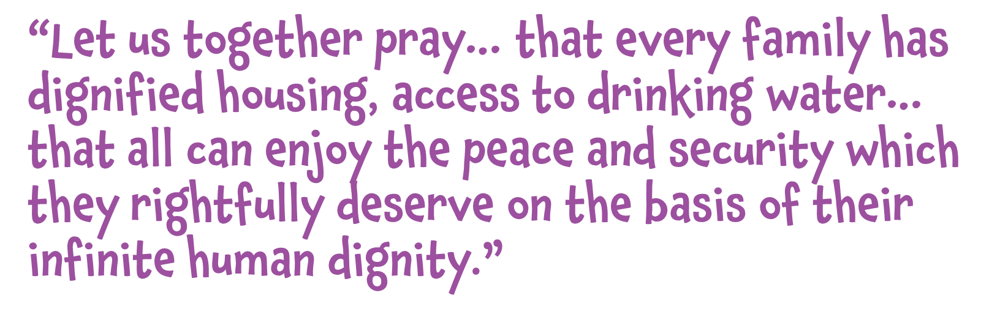 “Let us together pray... that every family has
dignified housing, access to drinking water...
that all can enjoy the peace and security which
they rightfully deserve on the basis of their
infinite human dignity.”